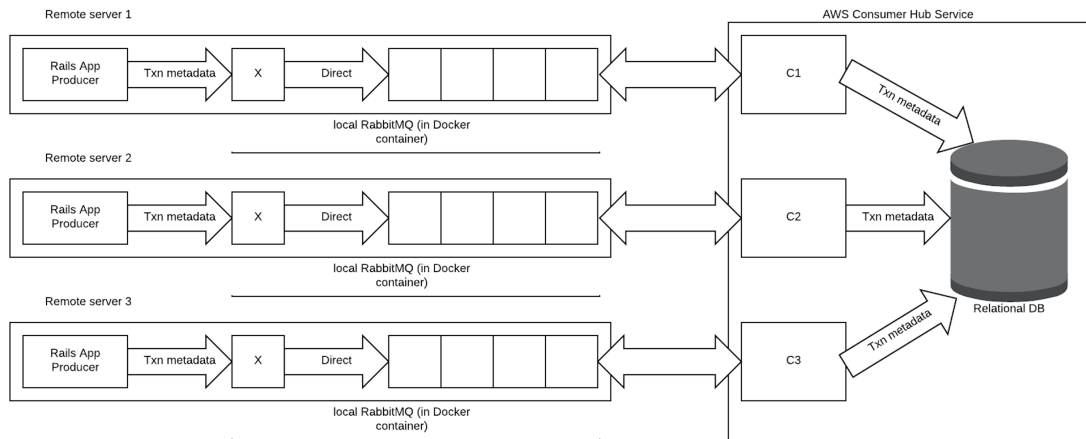 Remote server 1
AWS Consumer Hub Service
Rails App
Producer
Txn metadata
X
Direct
C1
Txn metadata
local RabbitMQ (in Docker
container)
Remote server 2
Rails App
Producer
Txn metadata
X
Direct
C2
Txn metadata
local RabbitMQ (in Docker
container)
Remote server 3
Relational DB
Rails App
Producer
Txn metadata
X
Direct
C3
Txn metadata
local RabbitMQ (in Docker
container)